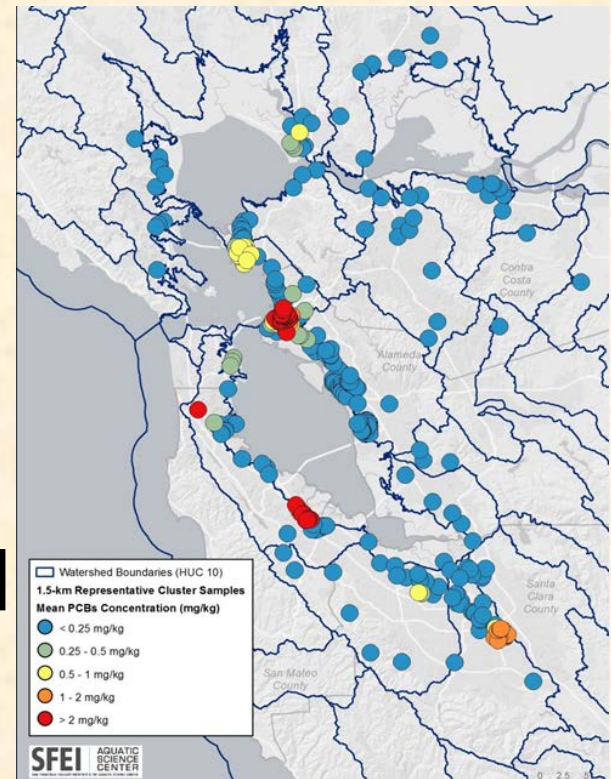 Contra
Costa
County
Alameda
County
Santa
Clara
County
San Mateo
County
Watershed Boundaries (HUC 10)
1.5-km Representative Cluster Samples
Mean PCBs Concentration (mg/kg)
< 0.25 mg/kg
0.25 - 0.5 mg/kg
0.5 - 1 mg/kg
1 - 2 mg/kg
> 2 mg/kg
SFEI
AQUATIC
SCIENCE
CENTER
0 2.5 5